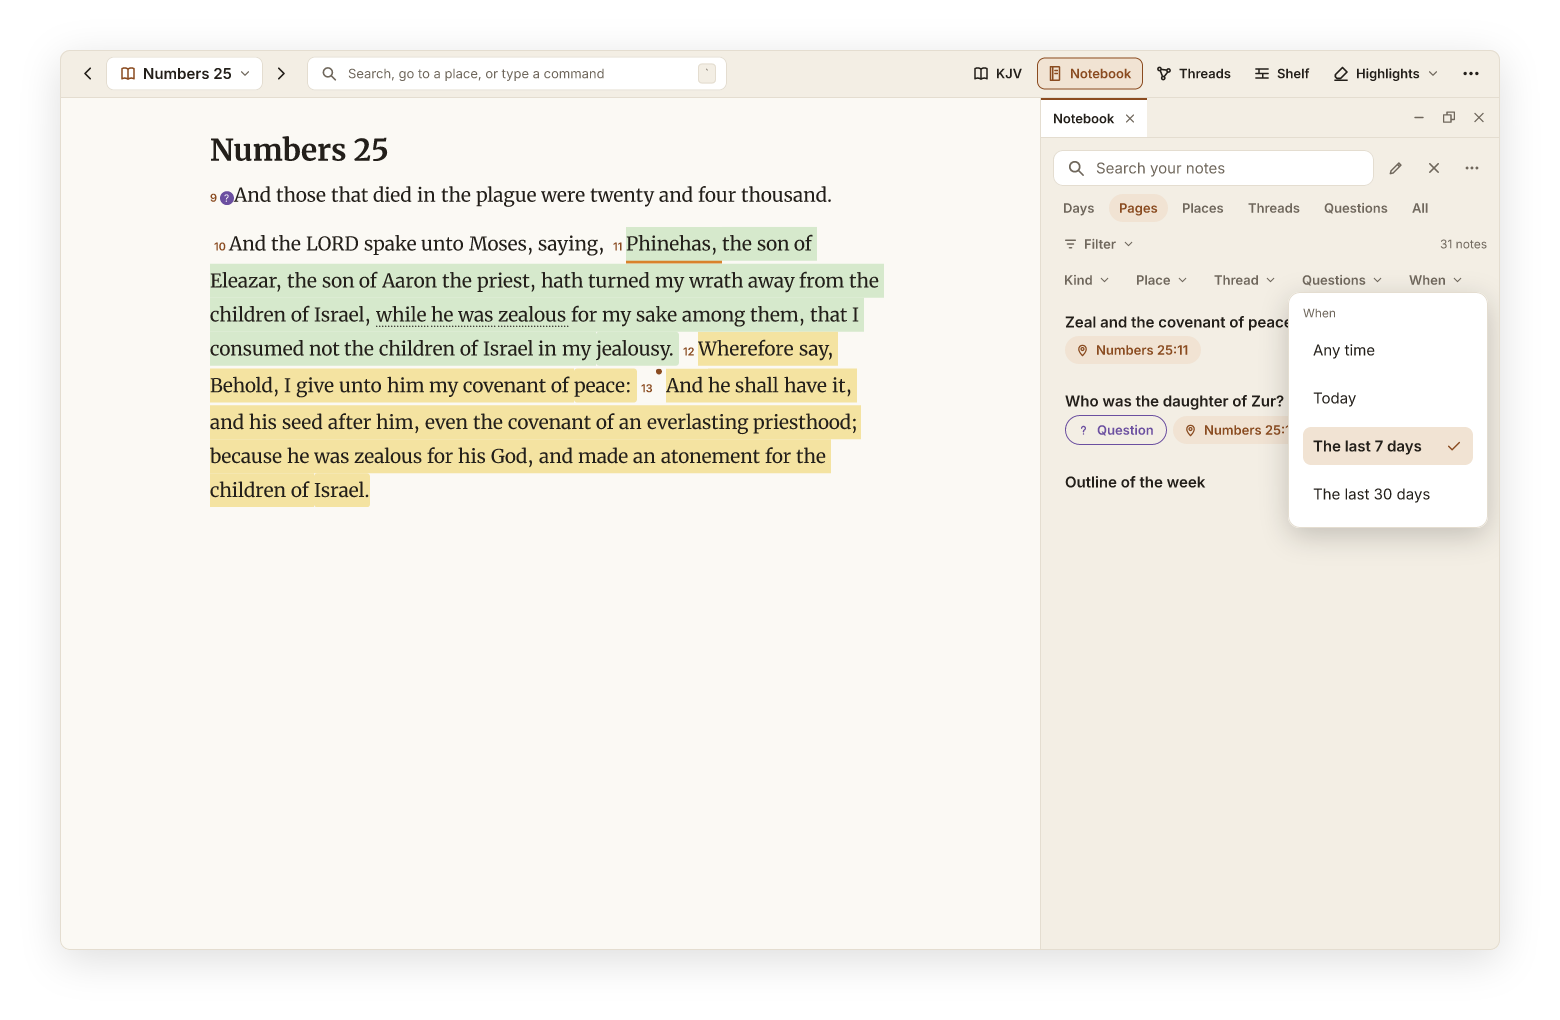 Numbers 25
Search, go to a place, or type a command
KJV
Notebook
Threads
Shelf
Highlights
Numbers 25
9 ? And those that died in the plague were twenty and four thousand.
10 And the LORD spake unto Moses, saying, 11 Phinehas, the son of
Eleazar, the son of Aaron the priest, hath turned my wrath away from the
children of Israel, while he was zealous for my sake among them, that I
consumed not the children of Israel in my jealousy. 12 Wherefore say,
Behold, I give unto him my covenant of peace: 13 And he shall have it,
and his seed after him, even the covenant of an everlasting priesthood;
because he was zealous for his God, and made an atonement for the
children of Israel.
Notebook
Search your notes
Days
Pages
Places
Threads
Questions
All
Filter
31 notes
Kind
Place
Thread
Questions
When
Zeal and the covenant of peace
Numbers 25:11
Who was the daughter of Zur?
? Question
Numbers 25:
Outline of the week
When
Any time
Today
The last 7 days
The last 30 days